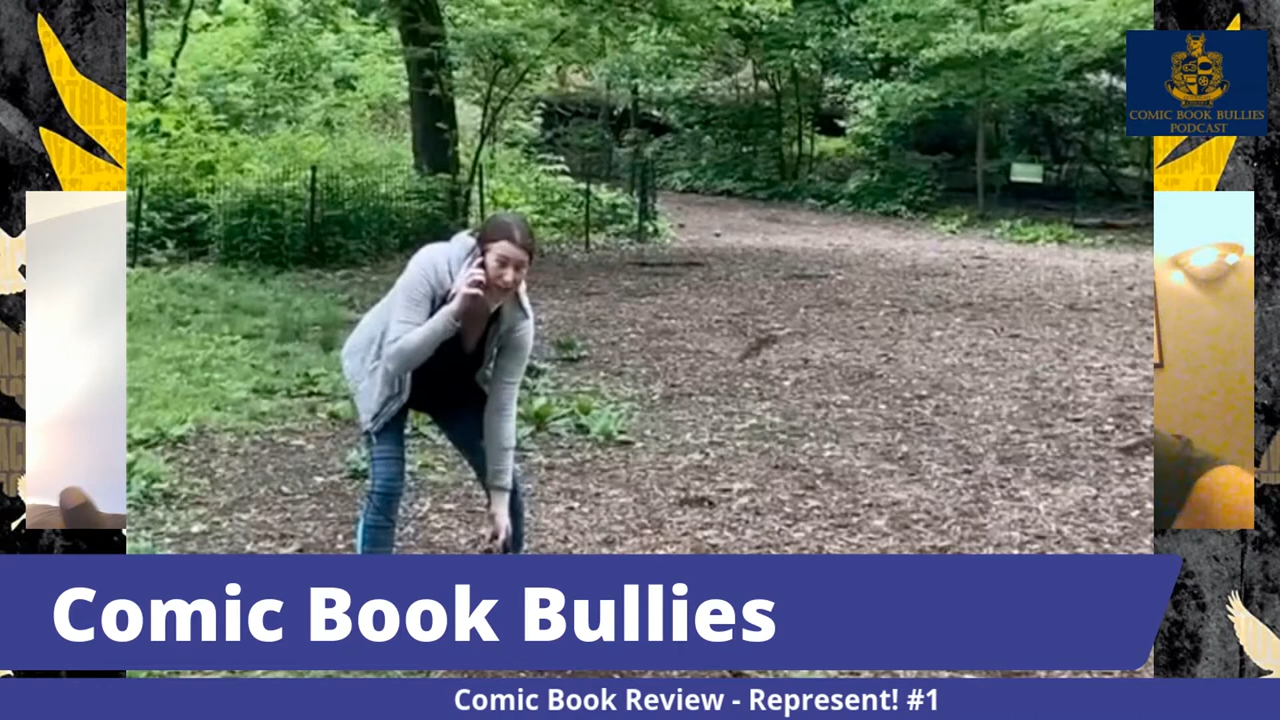 COMIC BOOK BULLIES
PODCAST
Comic Book Bullies
Comic Book Review - Represent! #1